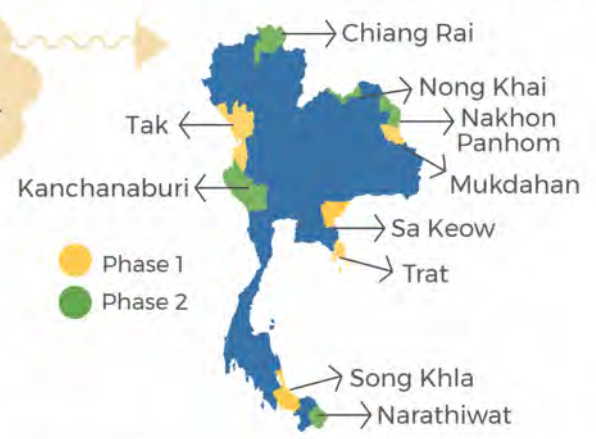 Chiang Rai
Nong Khai
Tak
Nakhon
Panhom
Kanchanaburi
Mukdahan
Sa Keow
Phase 1
Trat
Phase 2
Song Khla
Narathiwat